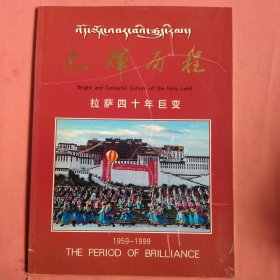 光辉历程
Bright and Colourful Culture of the Holy Land
拉萨四十年巨变
1959-1999
THE PERIOD OF BRILLIANCE